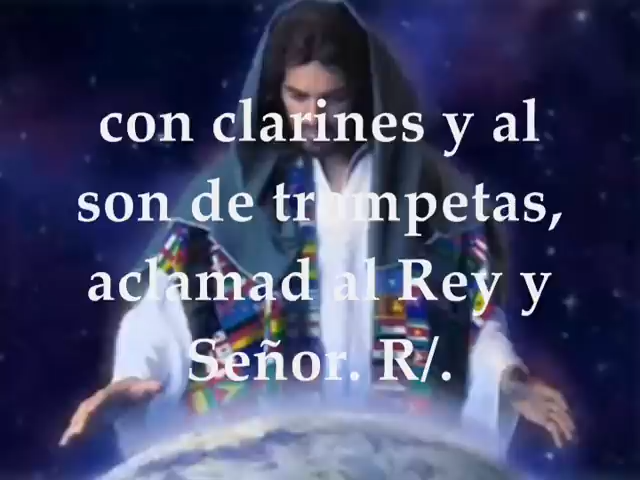 con clarines y al
son de trompetas,
aclamad al Rey y
Señor. R/.